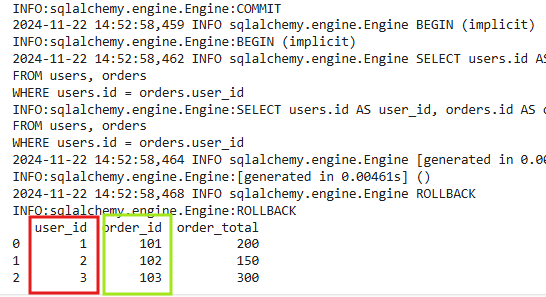 INFO:sqlalchemy.engine.Engine:COMMIT
2024-11-22 14:52:58,459 INFO sqlalchemy.engine.Engine BEGIN (implicit)
INFO:sqlalchemy.engine.Engine:BEGIN (implicit)
2024-11-22 14:52:58,462 INFO sqlalchemy.engine.Engine SELECT users.id AS
FROM users, orders
WHERE users.id = orders.user_id
INFO:sqlalchemy.engine.Engine:SELECT users.id AS user_id, orders.id AS o
FROM users, orders
WHERE users.id = orders.user_id
2024-11-22 14:52:58,464 INFO sqlalchemy.engine.Engine [generated in 0.00
INFO:sqlalchemy.engine.Engine:[generated in 0.00461s] ()
2024-11-22 14:52:58,468 INFO sqlalchemy.engine.Engine ROLLBACK
INFO:sqlalchemy.engine.Engine:ROLLBACK
user_id order_id order_total
0 1 101 200
1 2 102 150
2 3 103 300